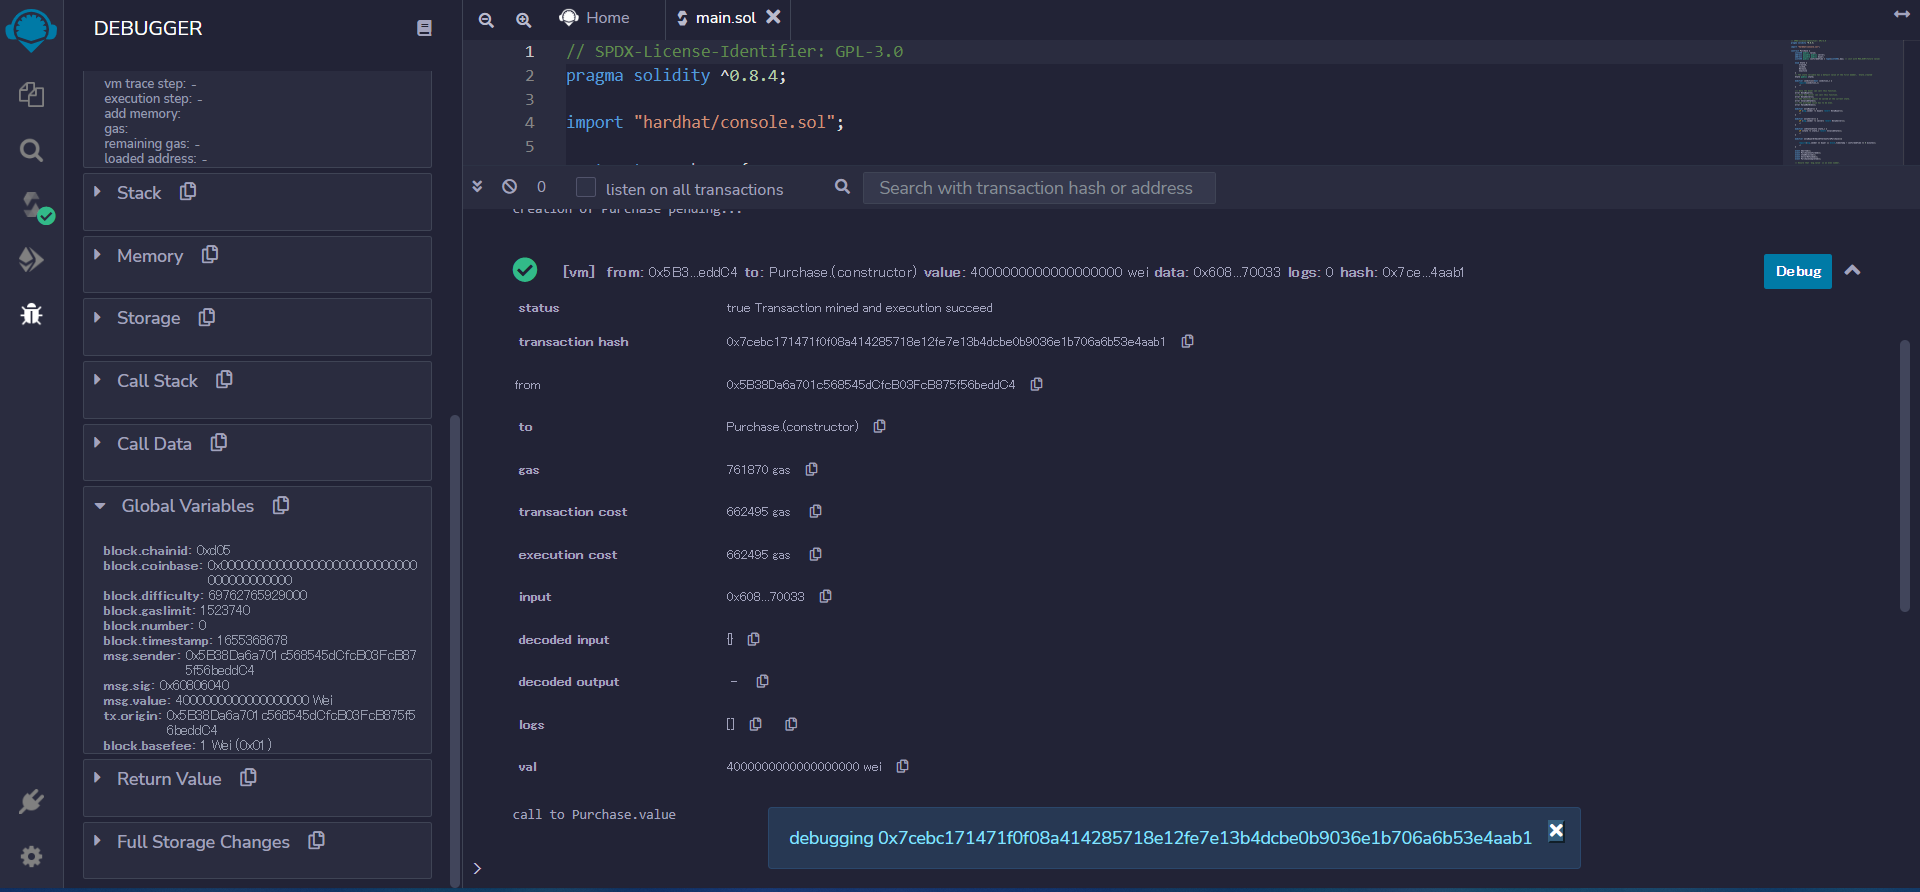 DEBUGGER
vm trace step: -
execution step: -
add memory:
gas:
remaining gas: -
loaded address: -
Stack
Memory
Storage
Call Stack
Call Data
Global Variables
block.chainid: 0xd05
block.coinbase: 0x0000000000000000000000000000
000000000000
block.difficulty: 69762765929000
block.gaslimit: 1523740
block.number: 0
block.timestamp: 1655368678
msg.sender: 0x5B38Da6a701c568545dCfcB03FcB87
5f56beddC4
msg.sig: 0x60806040
msg.value: 4000000000000000000 Wei
tx.origin: 0x5B38Da6a701c568545dCfcB03FcB875f5
6beddC4
block.basefee: 1 Wei (0x01)
Return Value
Full Storage Changes
Home
main.sol
1 // SPDX-License-Identifier: GPL-3.0
2 pragma solidity ^0.8.4;
3
4 import "hardhat/console.sol";
5
0 listen on all transactions Search with transaction hash or address
creation of Purchase pending...
[vm] from: 0x5B3...eddC4 to: Purchase.(constructor) value: 4000000000000000000 wei data: 0x608...70033 logs: 0 hash: 0x7ce...4aab1
Debug
status true Transaction mined and execution succeed
transaction hash 0x7cebc171471f0f08a414285718e12fe7e13b4dcbe0b9036e1b706a6b53e4aab1
from 0x5B38Da6a701c568545dCfcB03FcB875f56beddC4
to Purchase.(constructor)
gas 761870 gas
transaction cost 662495 gas
execution cost 662495 gas
input 0x608...70033
decoded input {}
decoded output -
logs []
val 4000000000000000000 wei
call to Purchase.value
debugging 0x7cebc171471f0f08a414285718e12fe7e13b4dcbe0b9036e1b706a6b53e4aab1
>